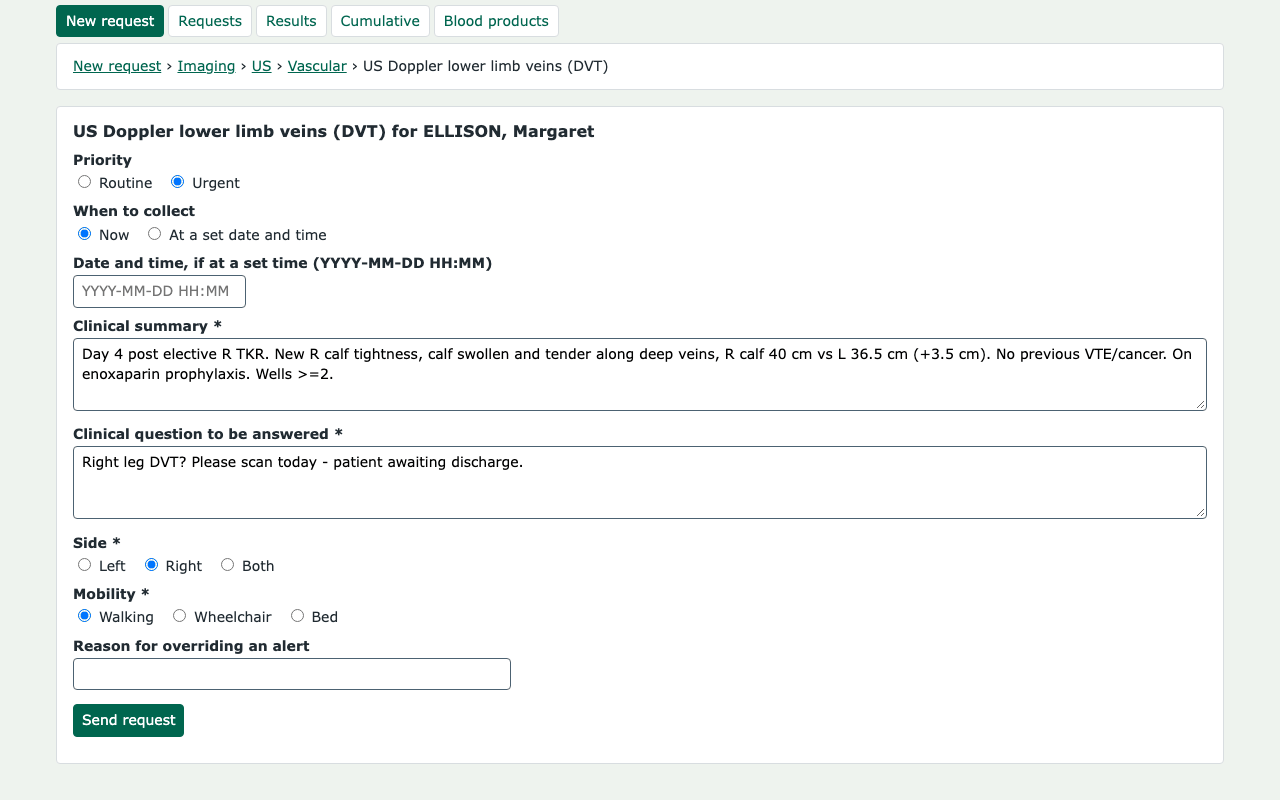 New request Requests Results Cumulative Blood products
New request › Imaging › US › Vascular › US Doppler lower limb veins (DVT)
US Doppler lower limb veins (DVT) for ELLISON, Margaret
Priority
Routine Urgent
When to collect
Now At a set date and time
Date and time, if at a set time (YYYY-MM-DD HH:MM)
YYYY-MM-DD HH:MM
Clinical summary *
Day 4 post elective R TKR. New R calf tightness, calf swollen and tender along deep veins, R calf 40 cm vs L 36.5 cm (+3.5 cm). No previous VTE/cancer. On
enoxaparin prophylaxis. Wells >=2.
Clinical question to be answered *
Right leg DVT? Please scan today - patient awaiting discharge.
Side *
Left Right Both
Mobility *
Walking Wheelchair Bed
Reason for overriding an alert
Send request